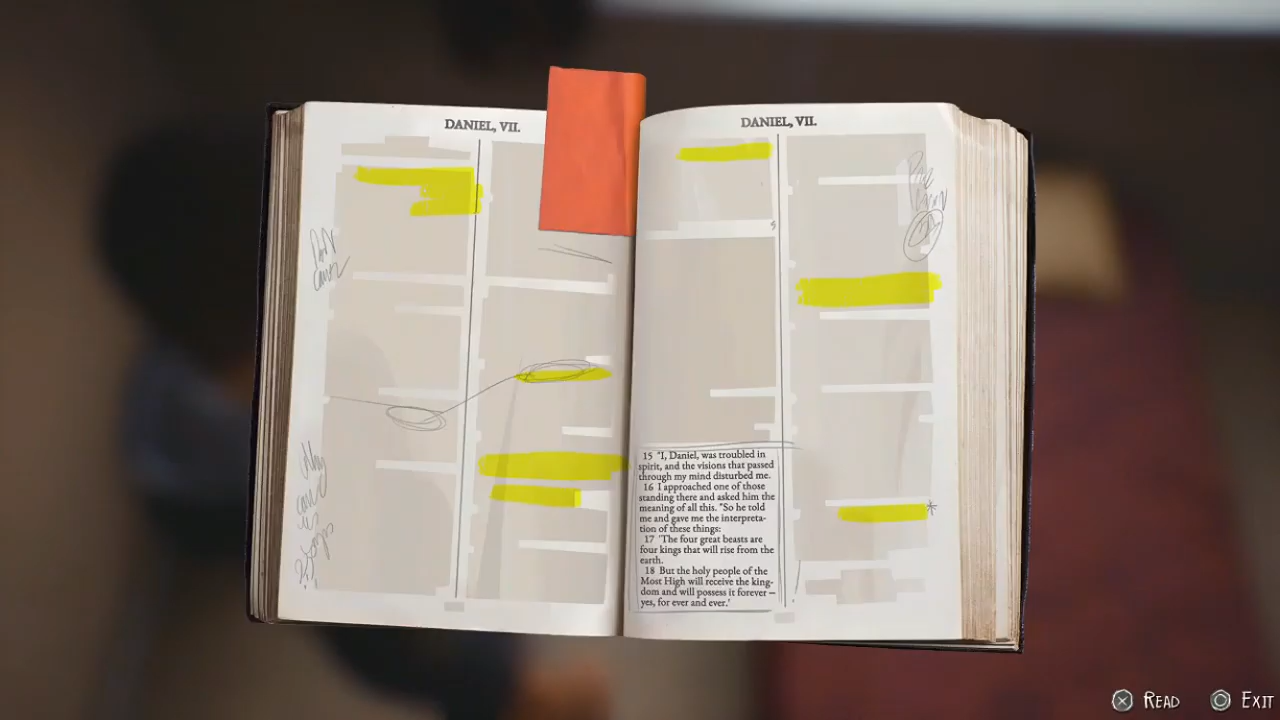 DANIEL, VII.
DANIEL, VII.
15 "I, Daniel, was troubled in
spirit, and the visions that passed
through my mind disturbed me.
16 I approached one of those
standing there and asked him the
meaning of all this. "So he told
me and gave me the interpreta-
tion of these things:
17 'The four great beasts are
four kings that will rise from the
earth.
18 But the holy people of the
Most High will receive the king-
dom and will possess it forever –
yes, for ever and ever.'
READ
EXIT